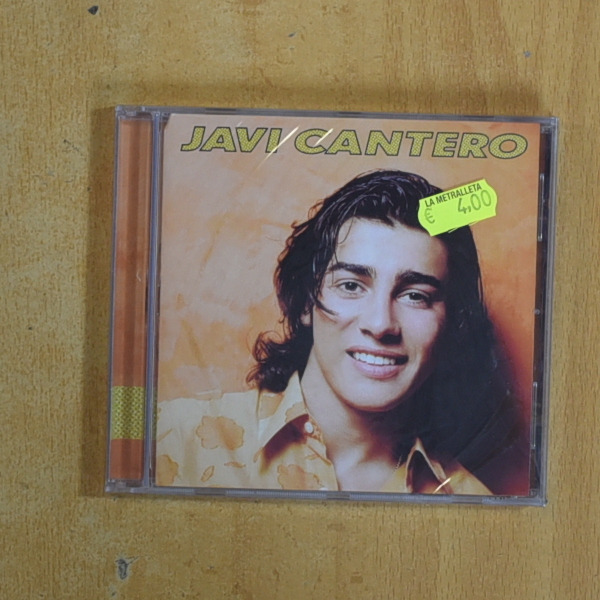 JAVI CANTERO
LA METRALLETA
€ 4,00